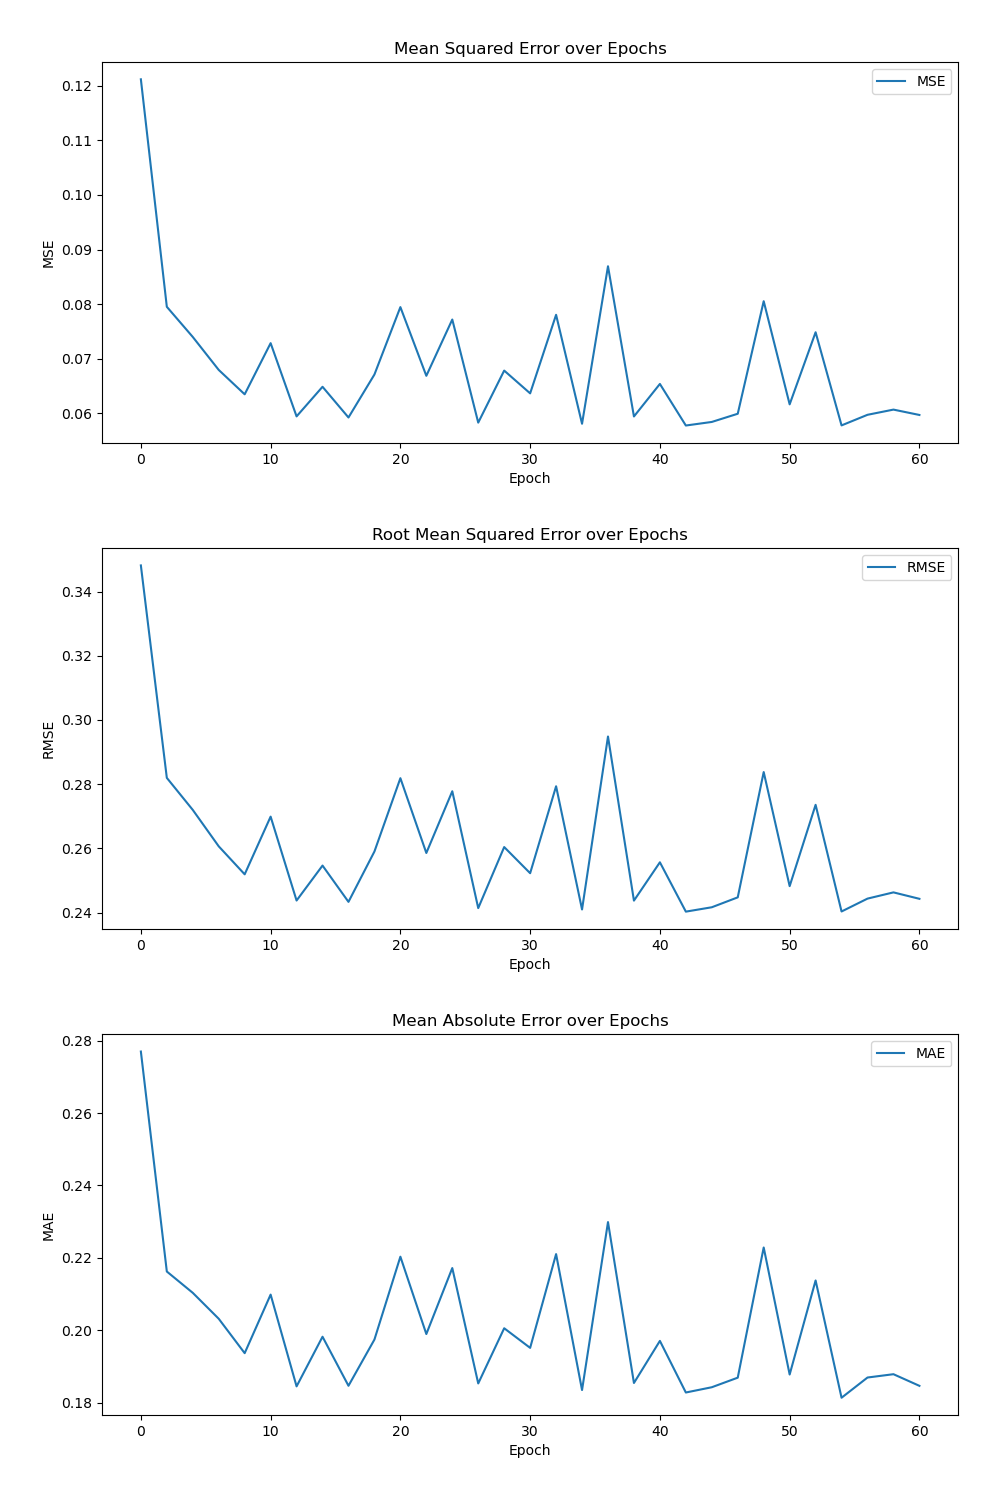 Mean Squared Error over Epochs
MSE
0.12
0.11
0.10
0.09
0.08
0.07
0.06
MSE
0 10 20 30 40 50 60
Epoch
Root Mean Squared Error over Epochs
RMSE
0.34
0.32
0.30
0.28
0.26
0.24
RMSE
0 10 20 30 40 50 60
Epoch
Mean Absolute Error over Epochs
MAE
0.28
0.26
0.24
0.22
0.20
0.18
MAE
0 10 20 30 40 50 60
Epoch